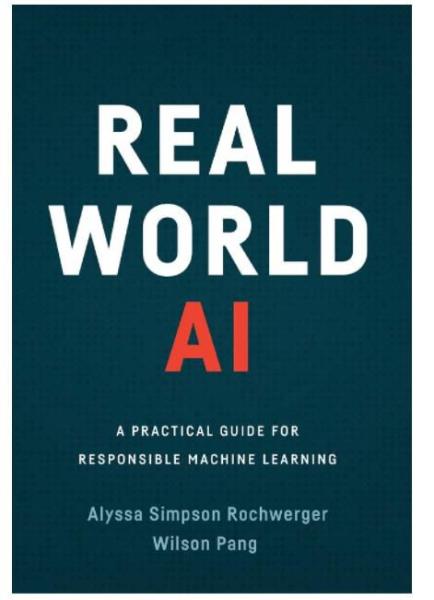 REAL
WORLD
AI
A PRACTICAL GUIDE FOR
RESPONSIBLE MACHINE LEARNING
Alyssa Simpson Rochwerger
Wilson Pang